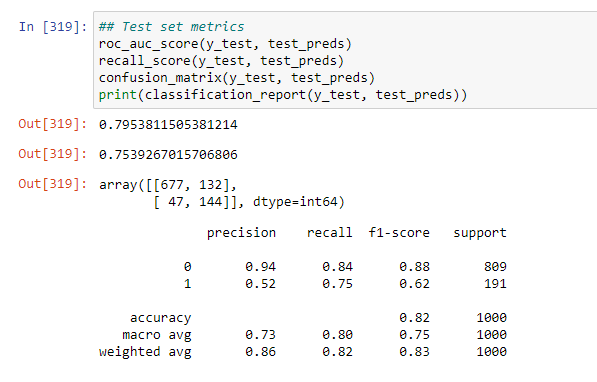 In [319]: ## Test set metrics
roc_auc_score(y_test, test_preds)
recall_score(y_test, test_preds)
confusion_matrix(y_test, test_preds)
print(classification_report(y_test, test_preds))
Out[319]: 0.7953811505381214
Out[319]: 0.7539267015706806
Out[319]: array([[677, 132],
[ 47, 144]], dtype=int64)
precision recall f1-score support
0 0.94 0.84 0.88 809
1 0.52 0.75 0.62 191
accuracy 0.82 1000
macro avg 0.73 0.80 0.75 1000
weighted avg 0.86 0.82 0.83 1000